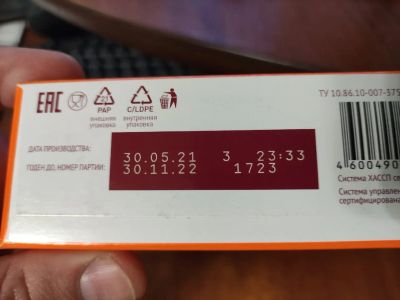 EAC
PAP
C/LDPE
внешняя упаковка
внутренняя упаковка
ТУ 10.86.10-007-375
ДАТА ПРОИЗВОДСТВА: 30.05.21 3 23:33
ГОДЕН ДО, НОМЕР ПАРТИИ: 30.11.22 1723
4 600490
Система ХАССП се
Система управлен
сертифицирована